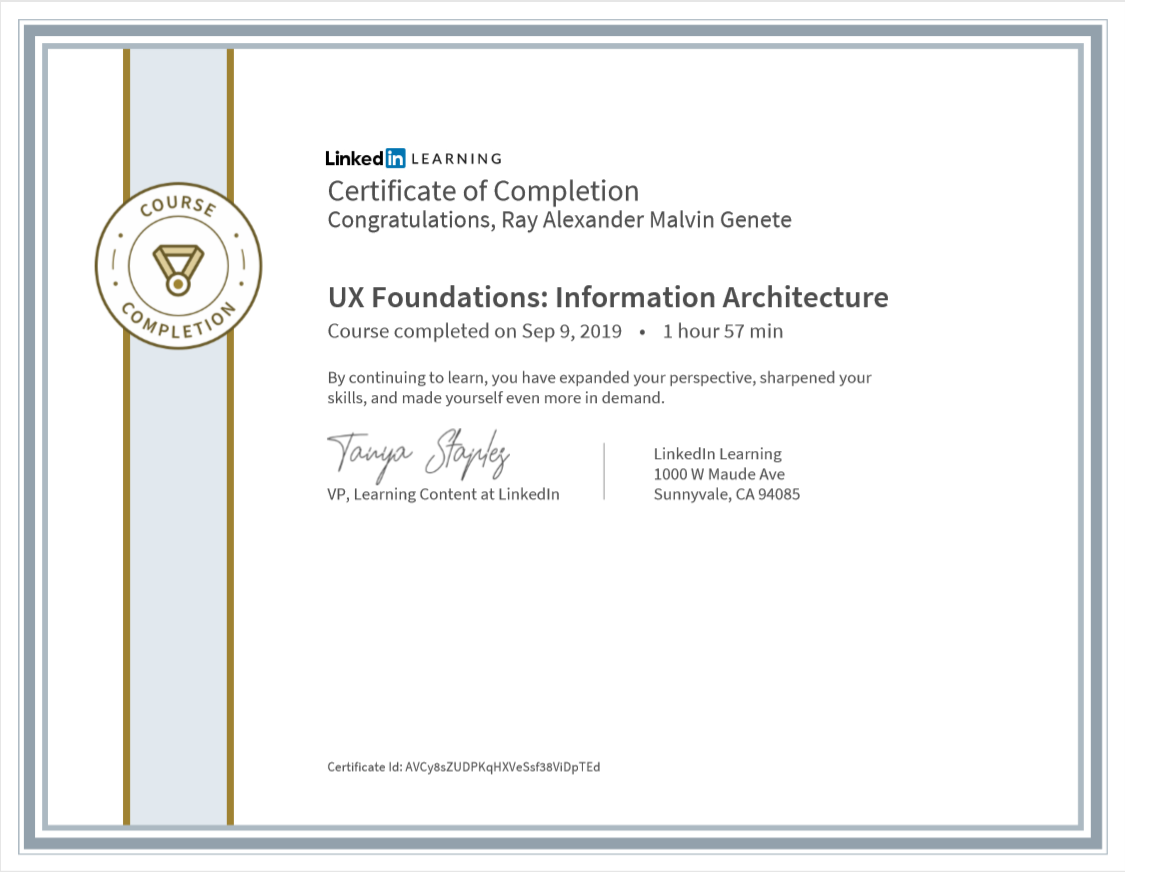 COURSE
COMPLETION
Linkedin LEARNING
Certificate of Completion
Congratulations, Ray Alexander Malvin Genete
UX Foundations: Information Architecture
Course completed on Sep 9, 2019 • 1 hour 57 min
By continuing to learn, you have expanded your perspective, sharpened your
skills, and made yourself even more in demand.
Tanya Staples
VP, Learning Content at LinkedIn
LinkedIn Learning
1000 W Maude Ave
Sunnyvale, CA 94085
Certificate Id: AVCy8sZUDPKqHXVeSsf38ViDpTEd